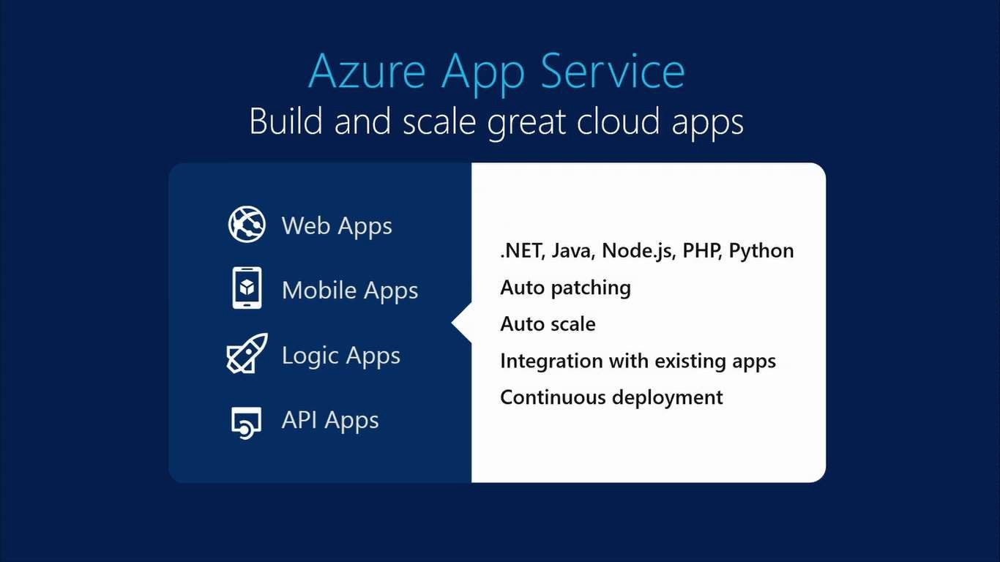 Azure App Service
Build and scale great cloud apps
Web Apps
Mobile Apps
Logic Apps
API Apps
.NET, Java, Node.js, PHP, Python
Auto patching
Auto scale
Integration with existing apps
Continuous deployment